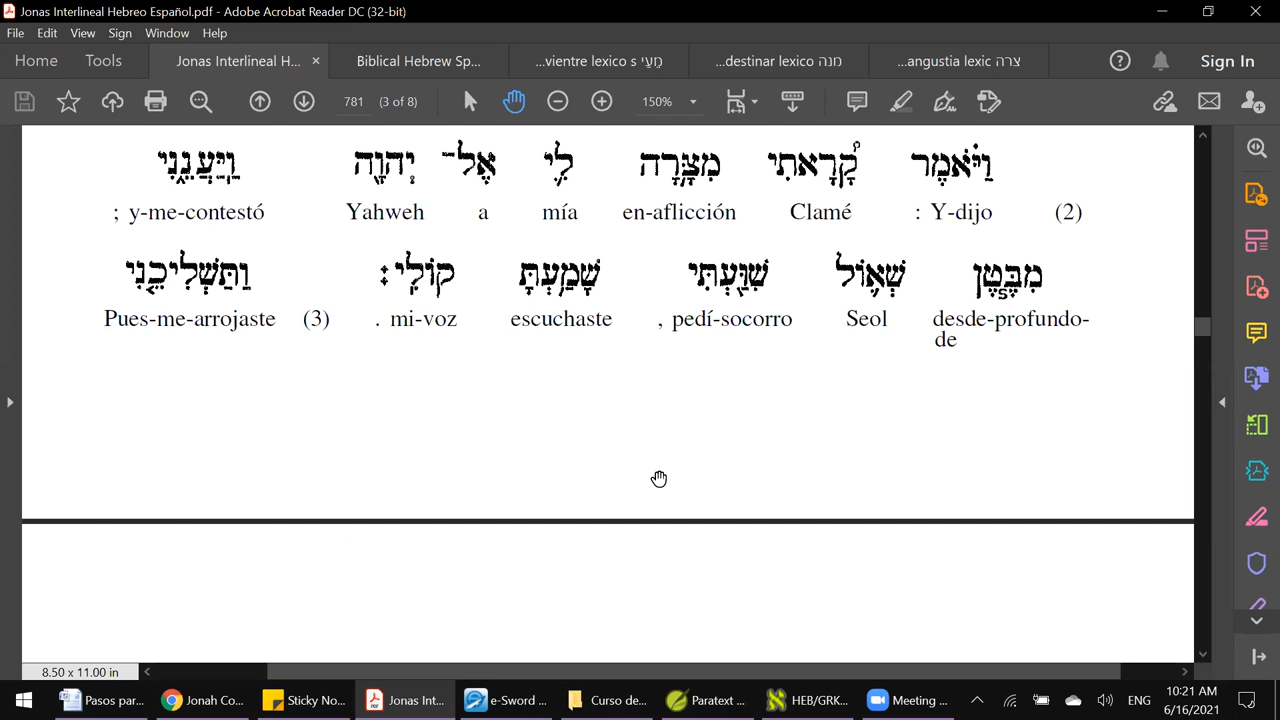 Jonas Interlineal Hebreo Español.pdf - Adobe Acrobat Reader DC (32-bit)
File Edit View Sign Window Help
Home Tools Jonas Interlineal H... × Biblical Hebrew Sp... ...vientre lexico s מֵעַי ...destinar lexico מנה ...angustia lexic צרה Sign In
781 (3 of 8) 150%
וַיֹּאמֶר קָרָאתִי מִצָּרָה לִי אֶל־ יְהוָה וַיַּעֲנֵנִי
(2) Y-dijo : Clamé en-aflicción mía a Yahweh y-me-contestó ;
מִבֶּטֶן שְׁאוֹל שִׁוַּעְתִּי שָׁמַעְתָּ קוֹלִי׃ וַתַּשְׁלִיכֵנִי
desde-profundo- Seol pedí-socorro , escuchaste mi-voz . (3) Pues-me-arrojaste
de
8.50 x 11.00 in
Pasos par... Jonah Co... Sticky No... Jonas Int... e-Sword ... Curso de... Paratext ... HEB/GRK... Meeting ... ENG 10:21 AM
6/16/2021